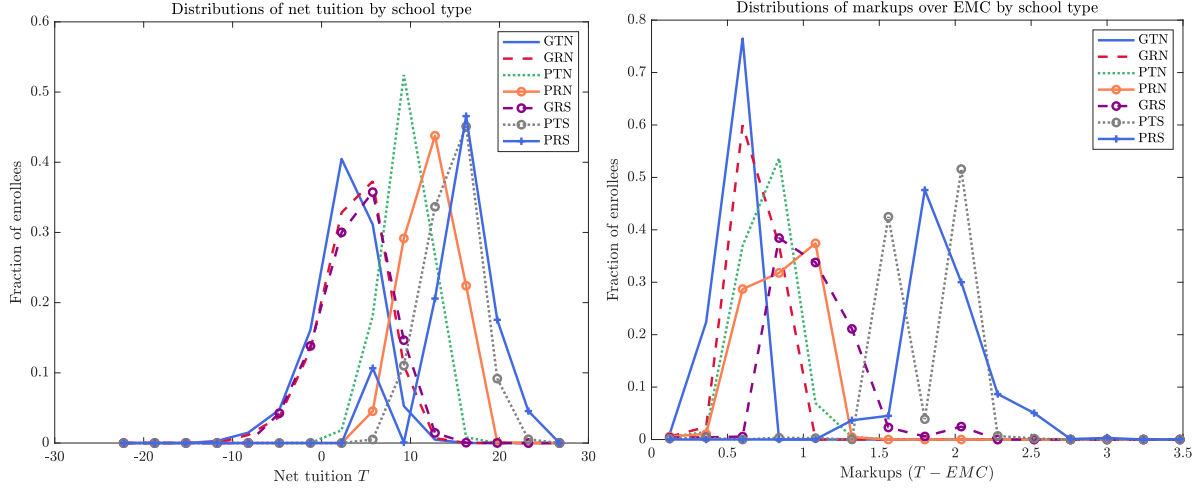 Distributions of net tuition by school type
0.6
0.5
0.4
0.3
0.2
0.1
0
Fraction of enrollees
GTN
GRN
PTN
PRN
GRS
PTS
PRS
-30
-20
-10
0
10
20
30
Net tuition T
Distributions of markups over EMC by school type
0.8
0.7
0.6
0.5
0.4
0.3
0.2
0.1
0
Fraction of enrollees
GTN
GRN
PTN
PRN
GRS
PTS
PRS
0
0.5
1
1.5
2
2.5
3
3.5
Markups (T − EMC)